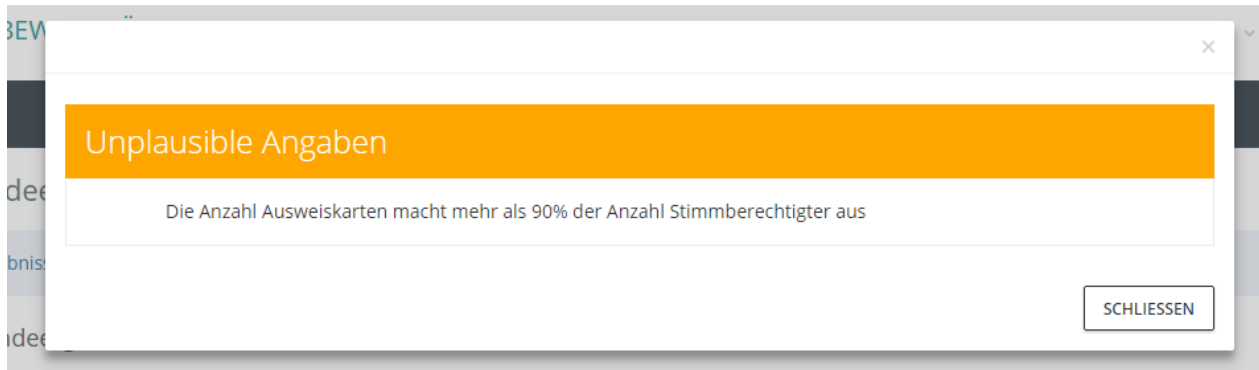 ×
Unplausible Angaben
Die Anzahl Ausweiskarten macht mehr als 90% der Anzahl Stimmberechtigter aus
SCHLIESSEN